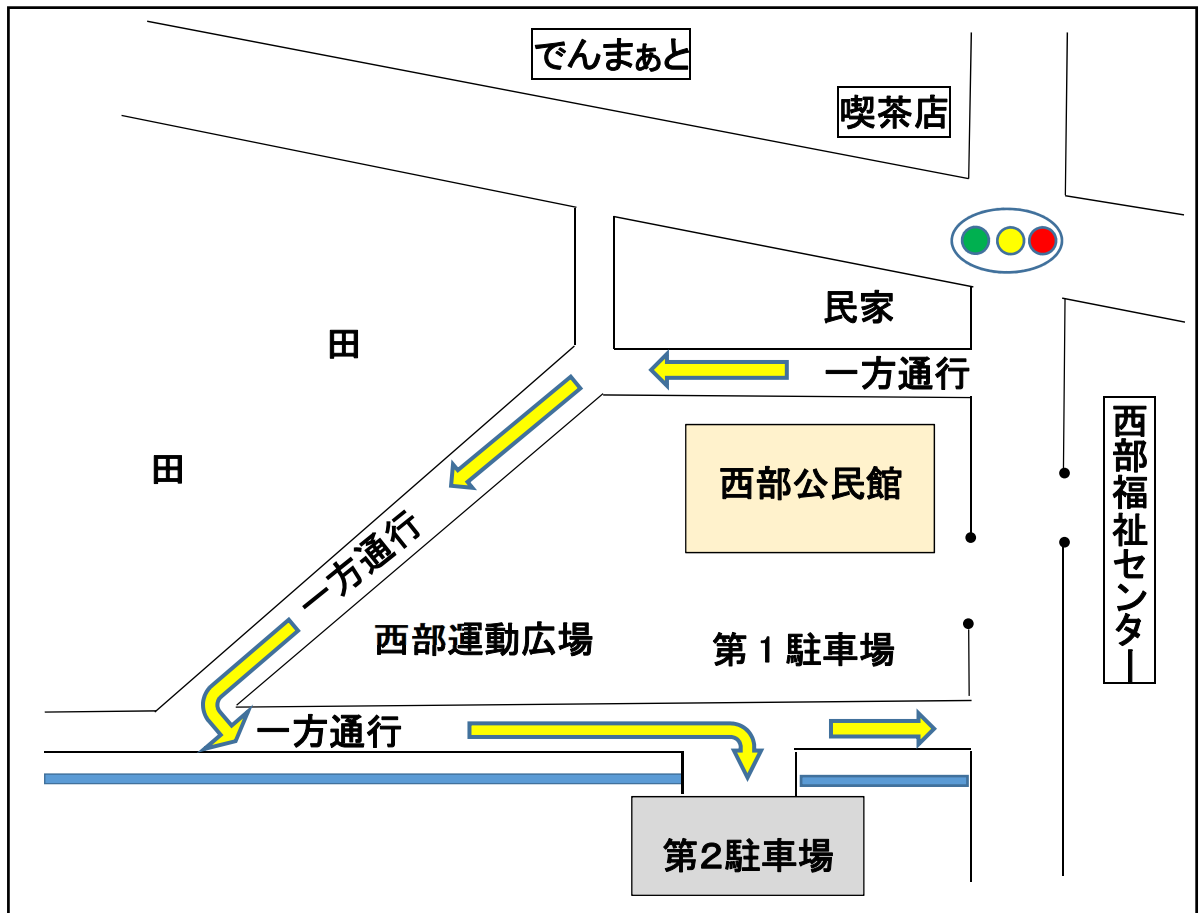 でんまぁと
喫茶店
民家
田
一方通行
西部福祉センター
田
西部公民館
一方通行
西部運動広場
第１駐車場
一方通行
第２駐車場